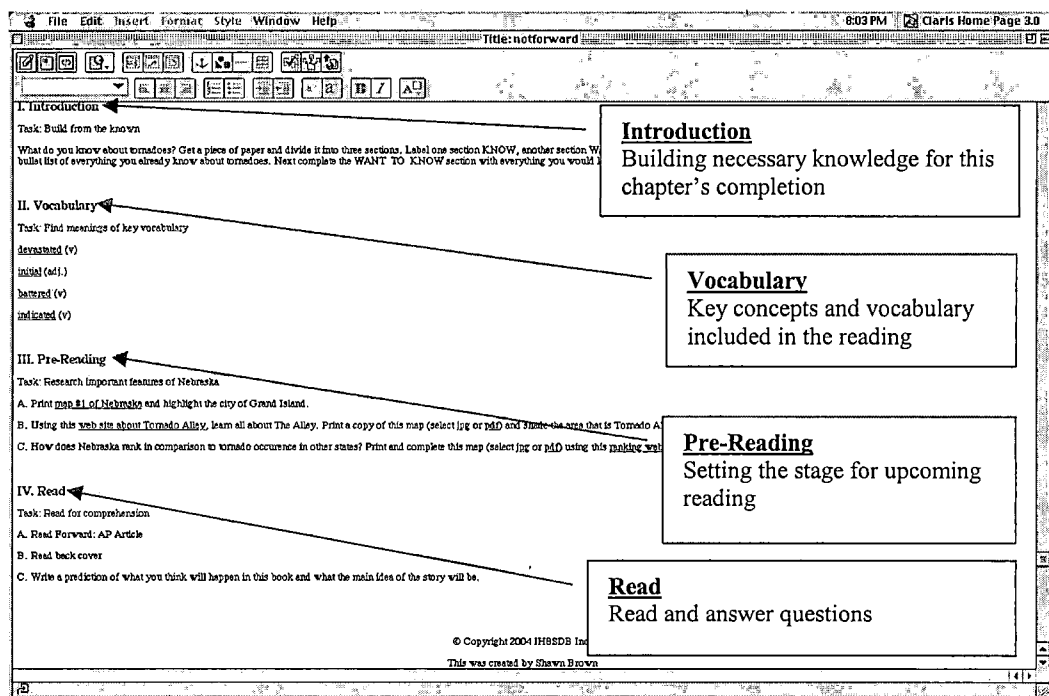 File Edit Insert Format Style Window Help 8:03 PM Claris Home Page 3.0
Title:notforward
B I
I. Introduction
Task: Build from the known
What do you know about tornadoes? Get a piece of paper and divide it into three sections. Label one section KNOW, another section W
bullet list of everything you already know about tornadoes. Next complete the WANT TO KNOW section with everything you would
Introduction
Building necessary knowledge for this
chapter's completion
II. Vocabulary
Task: Find meanings of key vocabulary
devastated (v)
initial (adj.)
battered (v)
indicated (v)
Vocabulary
Key concepts and vocabulary
included in the reading
III. Pre-Reading
Task: Research important features of Nebraska
A. Print map #1 of Nebraska and highlight the city of Grand Island.
B. Using this web site about Tornado Alley, learn all about The Alley. Print a copy of this map (select jpg or pdf) and shade the area that is Tornado A
C. How does Nebraska rank in comparison to tornado occurence in other states? Print and complete this map (select jpg or pdf) using this ranking web
Pre-Reading
Setting the stage for upcoming
reading
IV. Read
Task: Read for comprehension
A. Read Forward: AP Article
B. Read back cover
C. Write a prediction of what you think will happen in this book and what the main idea of the story will be.
Read
Read and answer questions
© Copyright 2004 IHBSDB Inc
This was created by Shawn Brown